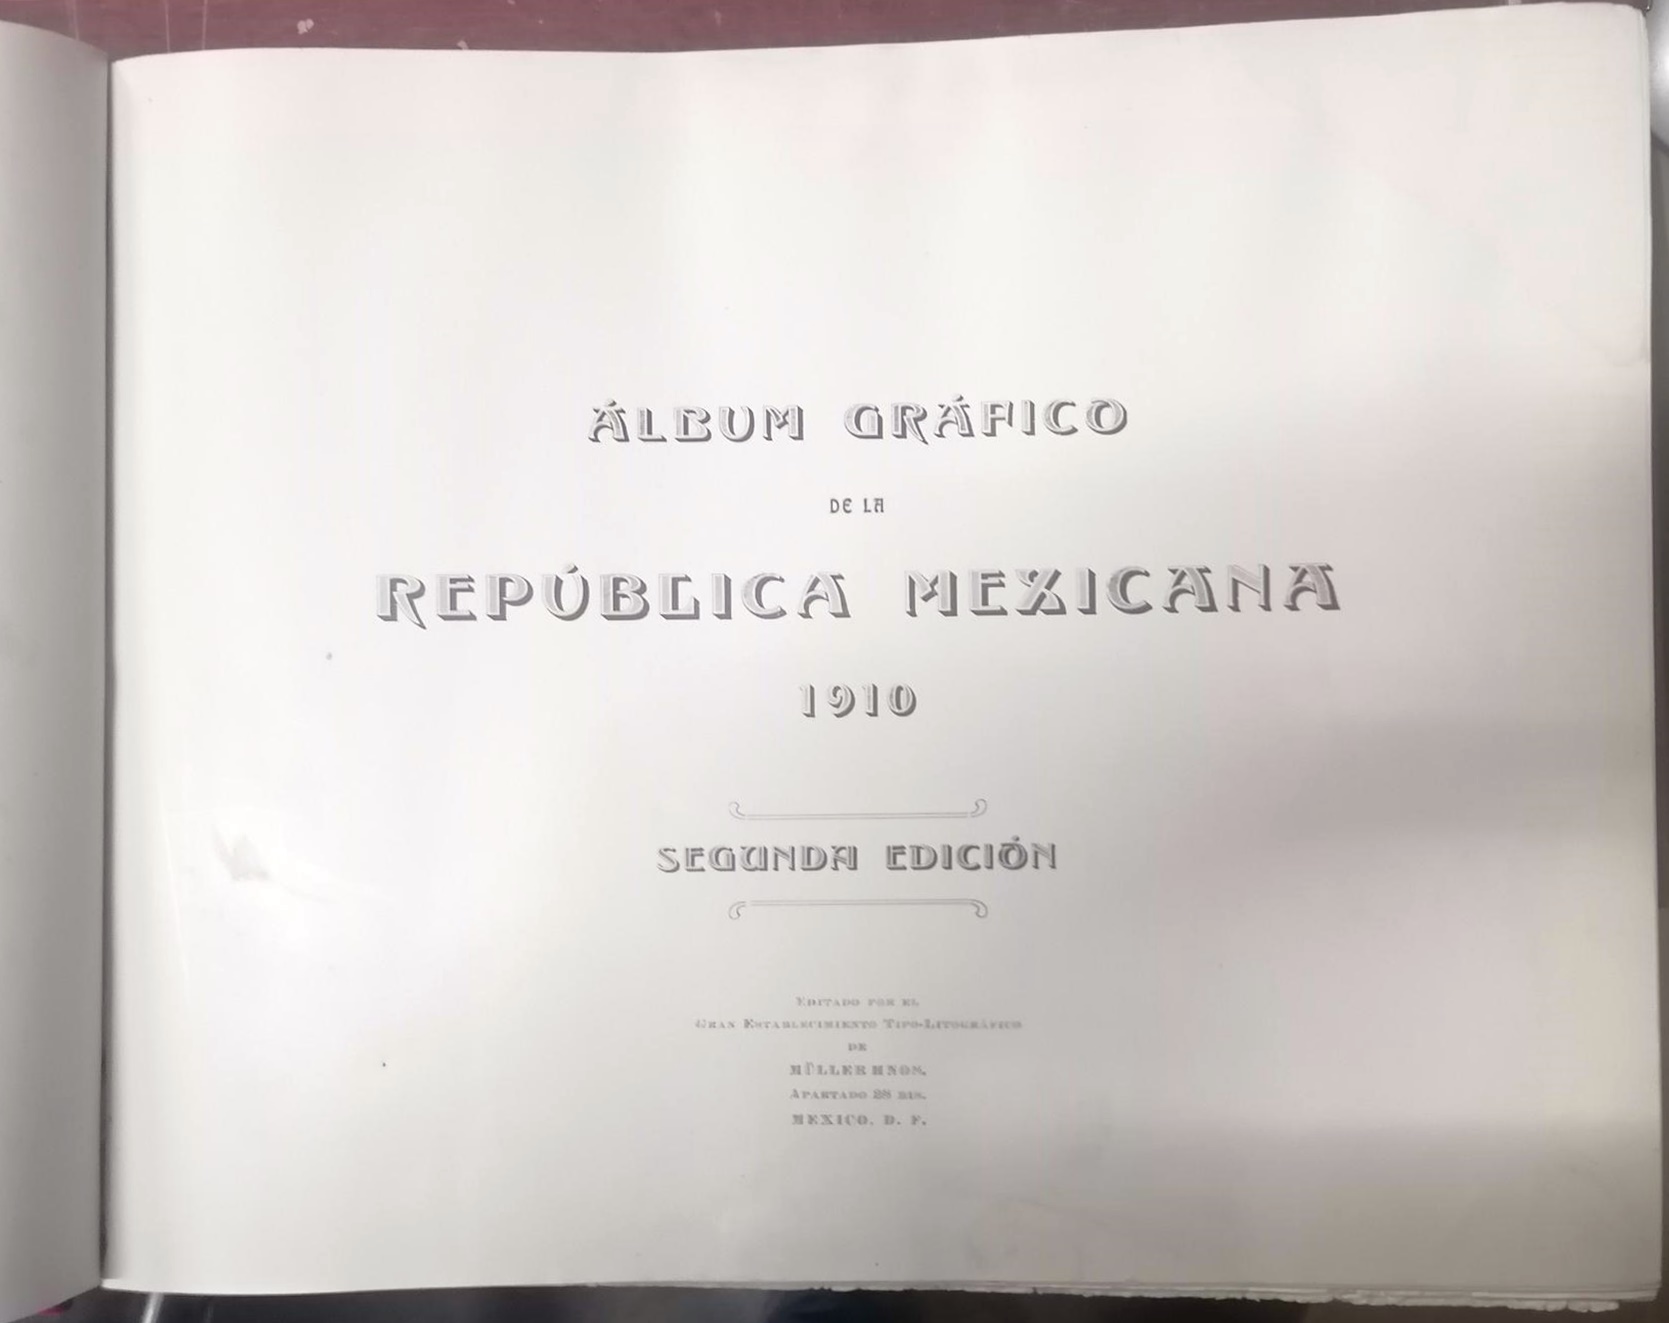 ÁLBUM GRÁFICO
DE LA
REPÚBLICA MEXICANA
1910
SEGUNDA EDICIÓN
EDITADO POR EL
GRAN ESTABLECIMIENTO TIPO-LITOGRÁFICO
DE
MÜLLER HNOS.
APARTADO 28 BIS.
MEXICO, D. F.